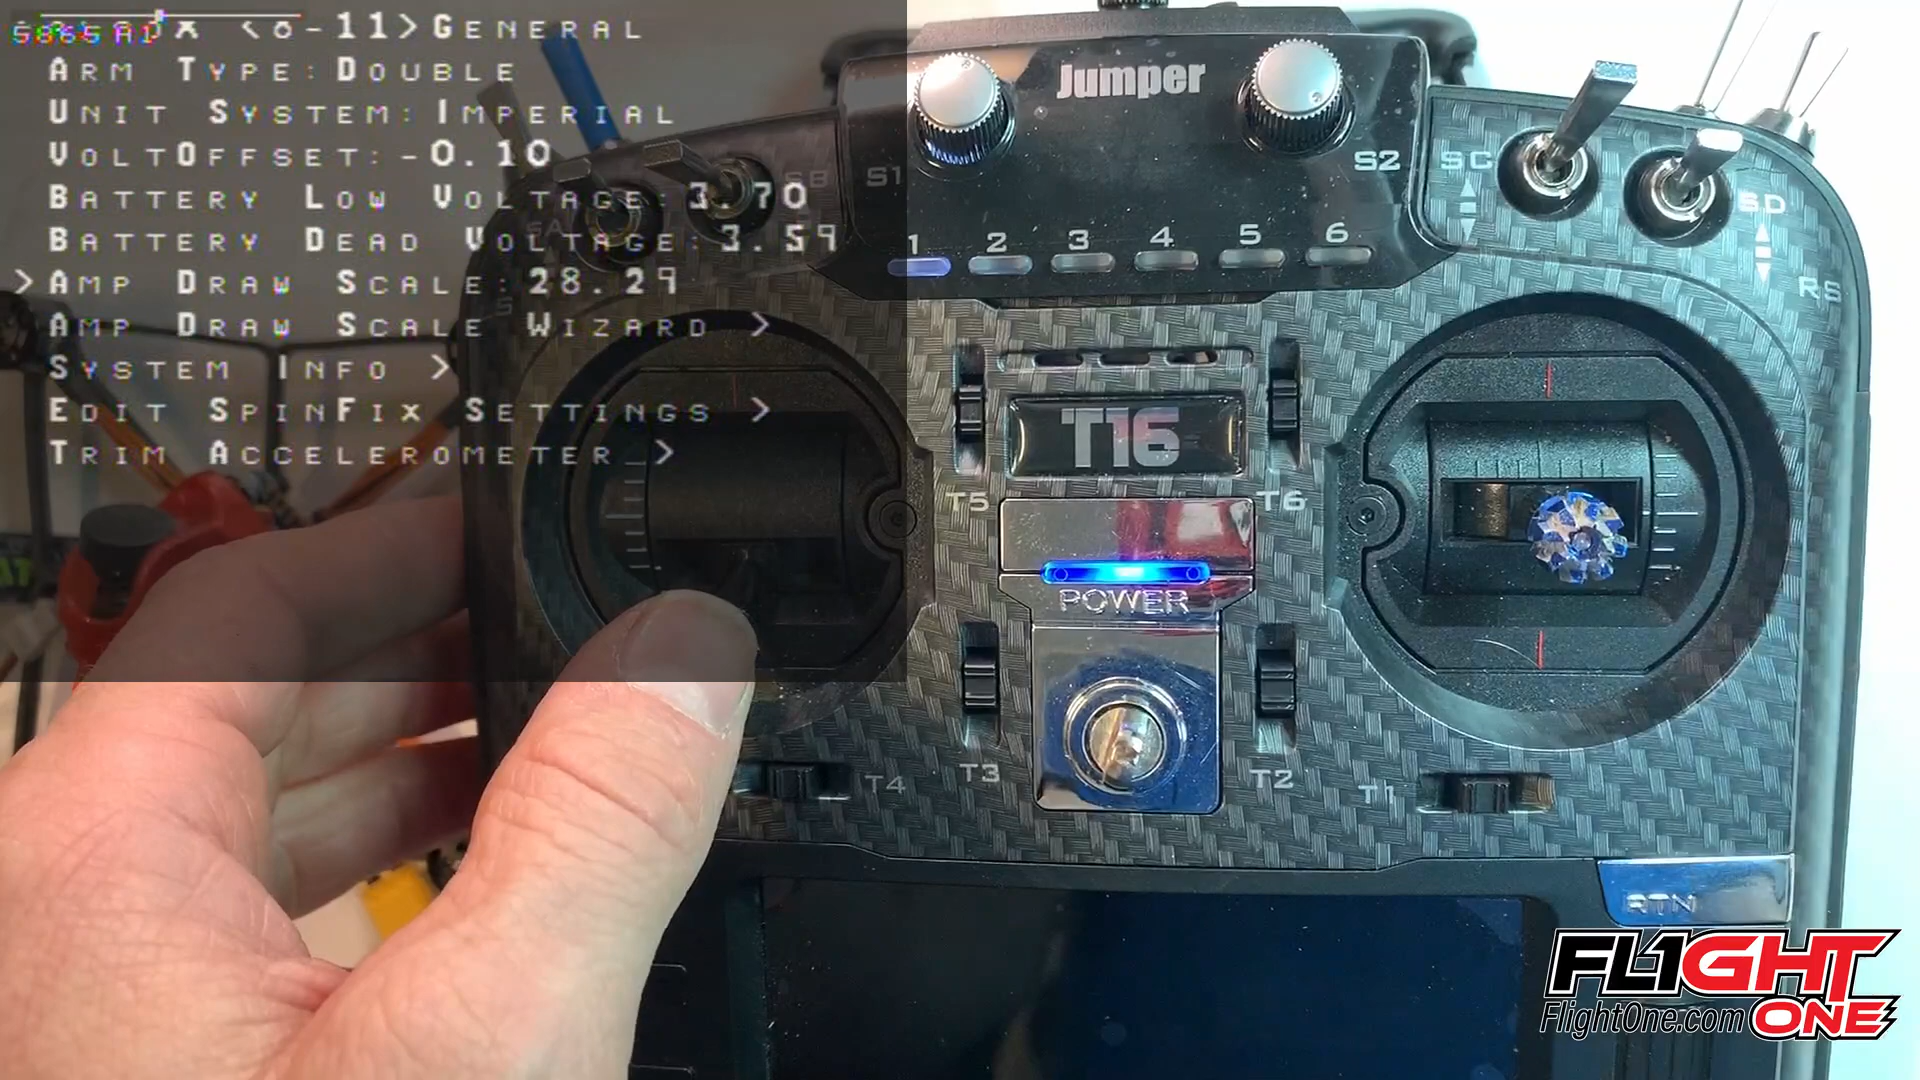 <o-11>General
Arm Type:Double
Unit System:Imperial
VoltOffset:-0.10
Battery Low Voltage:3.70
Battery Dead Voltage:3.59
>Amp Draw Scale:28.29
Amp Draw Scale Wizard >
System Info >
Edit SpinFix Settings >
Trim Accelerometer >
Jumper
S1
S2
SA
SB
SC
SD
RS
1 2 3 4 5 6
T16
T5
T6
POWER
T3
T2
T4
T1
RTN
FL1GHT
ONE
FlightOne.com